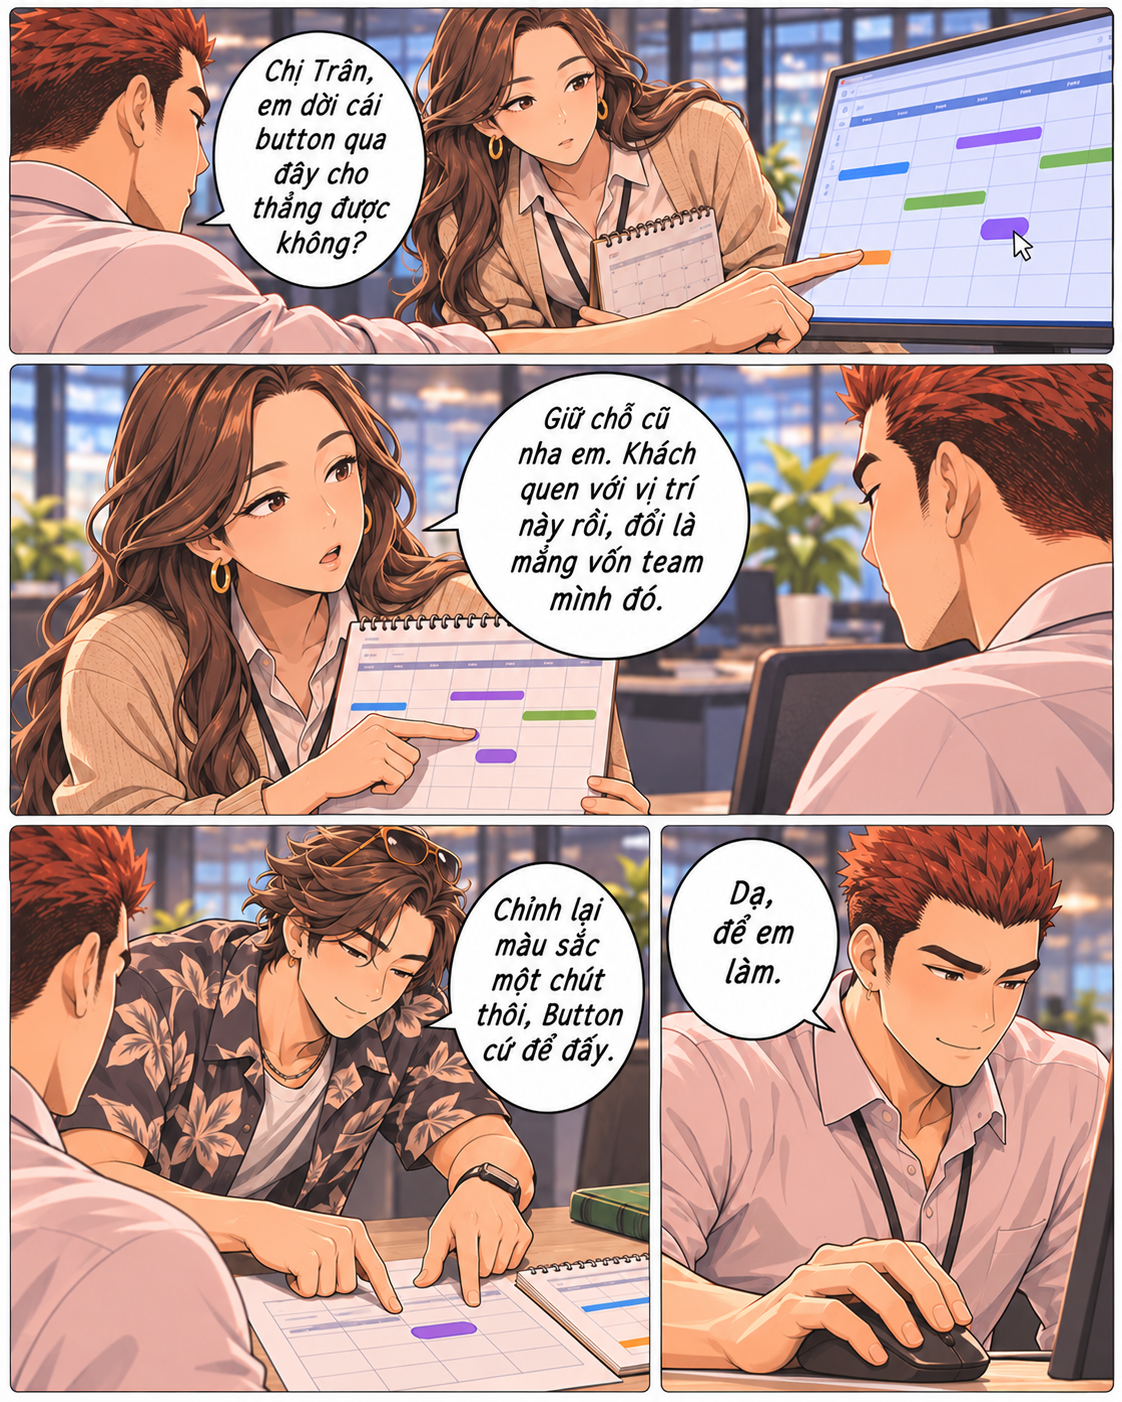 Chị Trân,
em dời cái
button qua
đây cho
thẳng được
không?
Giữ chỗ cũ
nha em. Khách
quen với vị trí
này rồi, đổi là
mảng vốn team
mình đó.
Chỉnh lại
màu sắc
một chút
thôi, Button
cứ để đấy.
Dạ,
để em
làm.